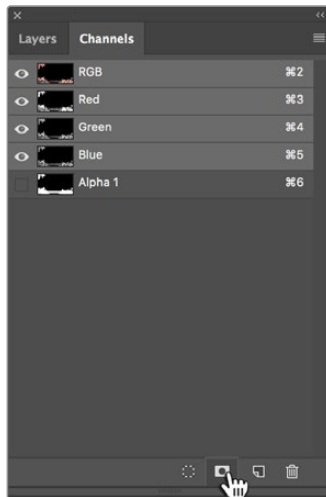 Layers Channels
RGB ⌘2
Red ⌘3
Green ⌘4
Blue ⌘5
Alpha 1 ⌘6